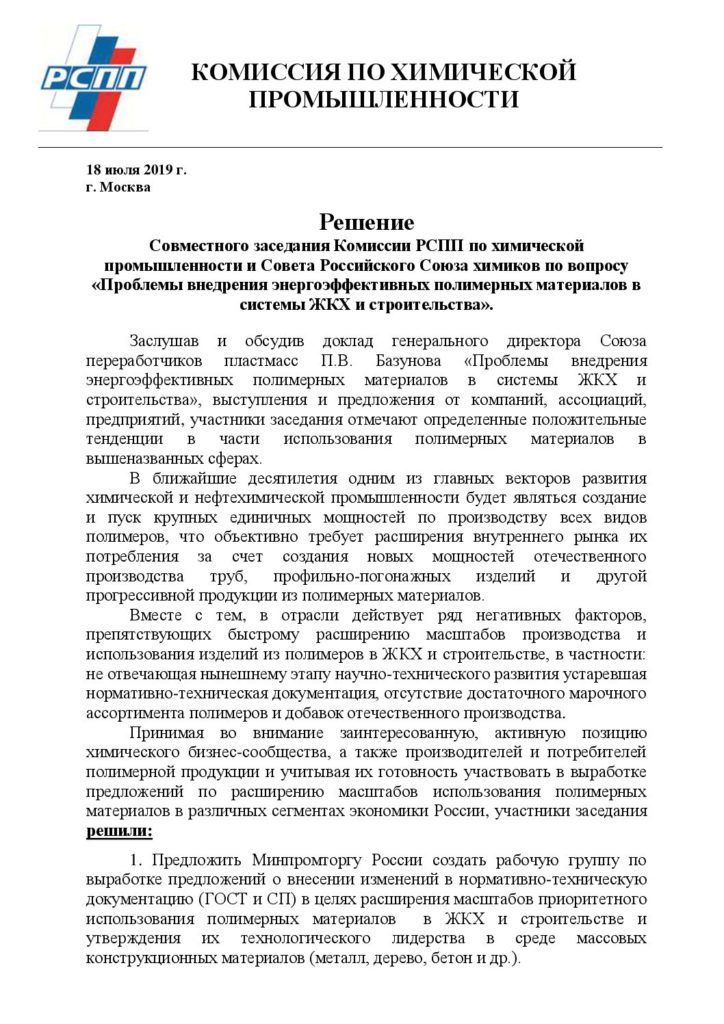 РСПП
КОМИССИЯ ПО ХИМИЧЕСКОЙ
ПРОМЫШЛЕННОСТИ
18 июля 2019 г.
г. Москва
Решение
Совместного заседания Комиссии РСПП по химической
промышленности и Совета Российского Союза химиков по вопросу
«Проблемы внедрения энергоэффективных полимерных материалов в
системы ЖКХ и строительства».
Заслушав и обсудив доклад генерального директора Союза
переработчиков пластмасс П.В. Базунова «Проблемы внедрения
энергоэффективных полимерных материалов в системы ЖКХ и
строительства», выступления и предложения от компаний, ассоциаций,
предприятий, участники заседания отмечают определенные положительные
тенденции в части использования полимерных материалов в
вышеназванных сферах.
В ближайшие десятилетия одним из главных векторов развития
химической и нефтехимической промышленности будет являться создание
и пуск крупных единичных мощностей по производству всех видов
полимеров, что объективно требует расширения внутреннего рынка их
потребления за счет создания новых мощностей отечественного
производства труб, профильно-погонажных изделий и другой
прогрессивной продукции из полимерных материалов.
Вместе с тем, в отрасли действует ряд негативных факторов,
препятствующих быстрому расширению масштабов производства и
использования изделий из полимеров в ЖКХ и строительстве, в частности:
не отвечающая нынешнему этапу научно-технического развития устаревшая
нормативно-техническая документация, отсутствие достаточного марочного
ассортимента полимеров и добавок отечественного производства.
Принимая во внимание заинтересованную, активную позицию
химического бизнес-сообщества, а также производителей и потребителей
полимерной продукции и учитывая их готовность участвовать в выработке
предложений по расширению масштабов использования полимерных
материалов в различных сегментах экономики России, участники заседания
решили:
1. Предложить Минпромторгу России создать рабочую группу по
выработке предложений о внесении изменений в нормативно-техническую
документацию (ГОСТ и СП) в целях расширения масштабов приоритетного
использования полимерных материалов в ЖКХ и строительстве и
утверждения их технологического лидерства в среде массовых
конструкционных материалов (металл, дерево, бетон и др.).